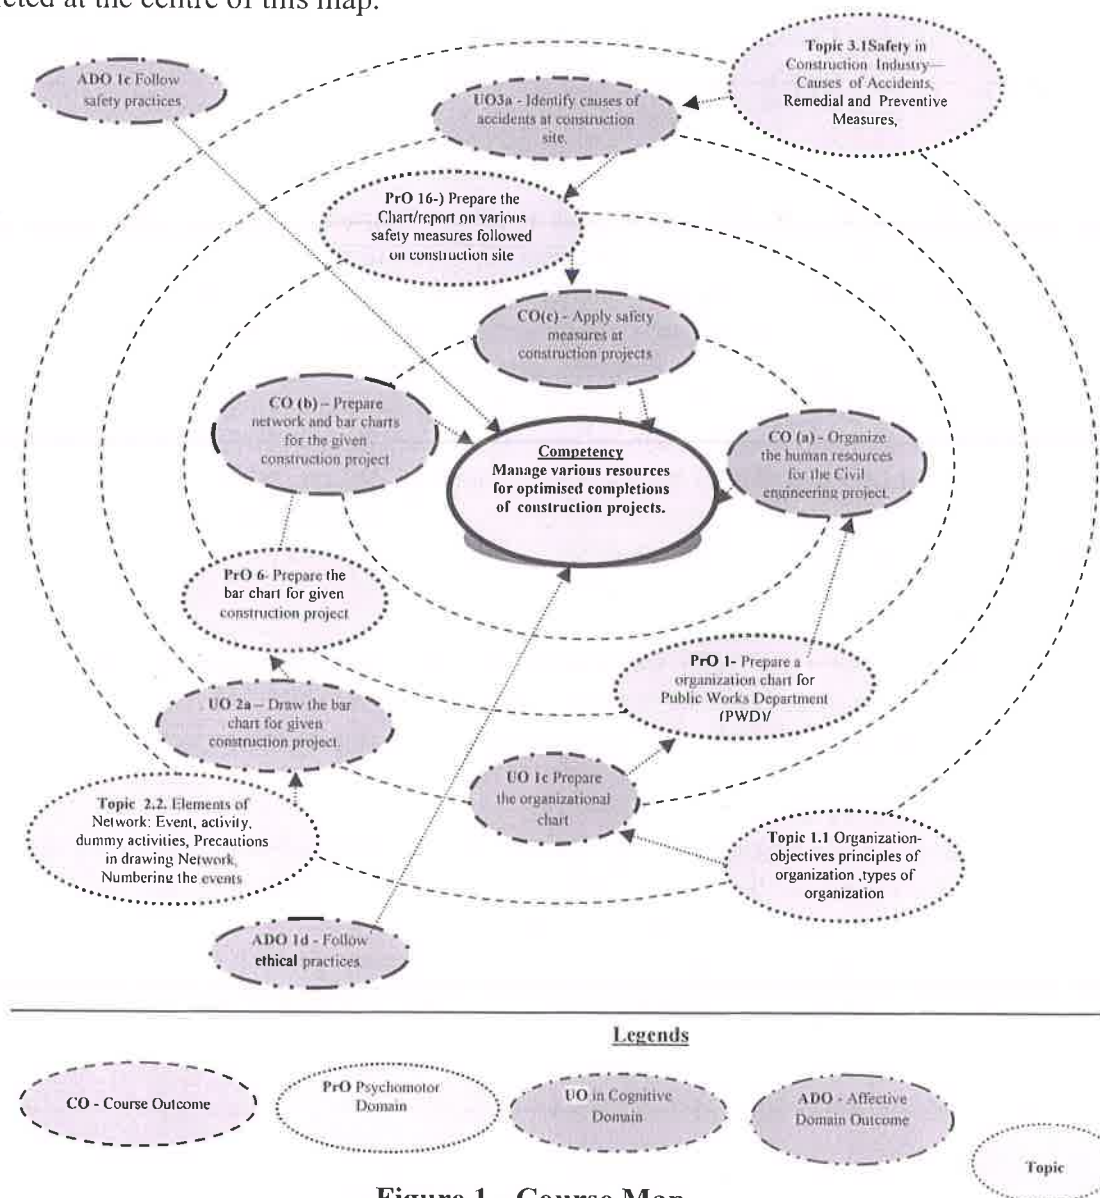 cted at the centre of this map.
Topic 3.1Safety in
Construction Industry—
Causes of Accidents,
Remedial and Preventive
Measures,
ADO 1c Follow
safety practices
UO3a - Identify causes of
accidents at construction
site.
PrO 16-) Prepare the
Chart/report on various
safety measures followed
on construction site
CO(c) - Apply safety
measures at
construction projects
CO (b) – Prepare
network and bar charts
for the given
construction project
Competency
Manage various resources
for optimised completions
of construction projects.
CO (a) - Organize
the human resources
for the Civil
engineering project.
PrO 6- Prepare the
bar chart for given
construction project
PrO 1- Prepare a
organization chart for
Public Works Department
(PWD)/
UO 2a – Draw the bar
chart for given
construction project.
UO 1c Prepare
the organizational
chart
Topic 2.2. Elements of
Network: Event, activity,
dummy activities, Precautions
in drawing Network,
Numbering the events
Topic 1.1 Organization-
objectives principles of
organization ,types of
organization
ADO 1d - Follow
ethical practices
Legends
CO - Course Outcome
PrO Psychomotor
Domain
UO in Cognitive
Domain
ADO - Affective
Domain Outcome
Topic
Figure 1 - Course Map